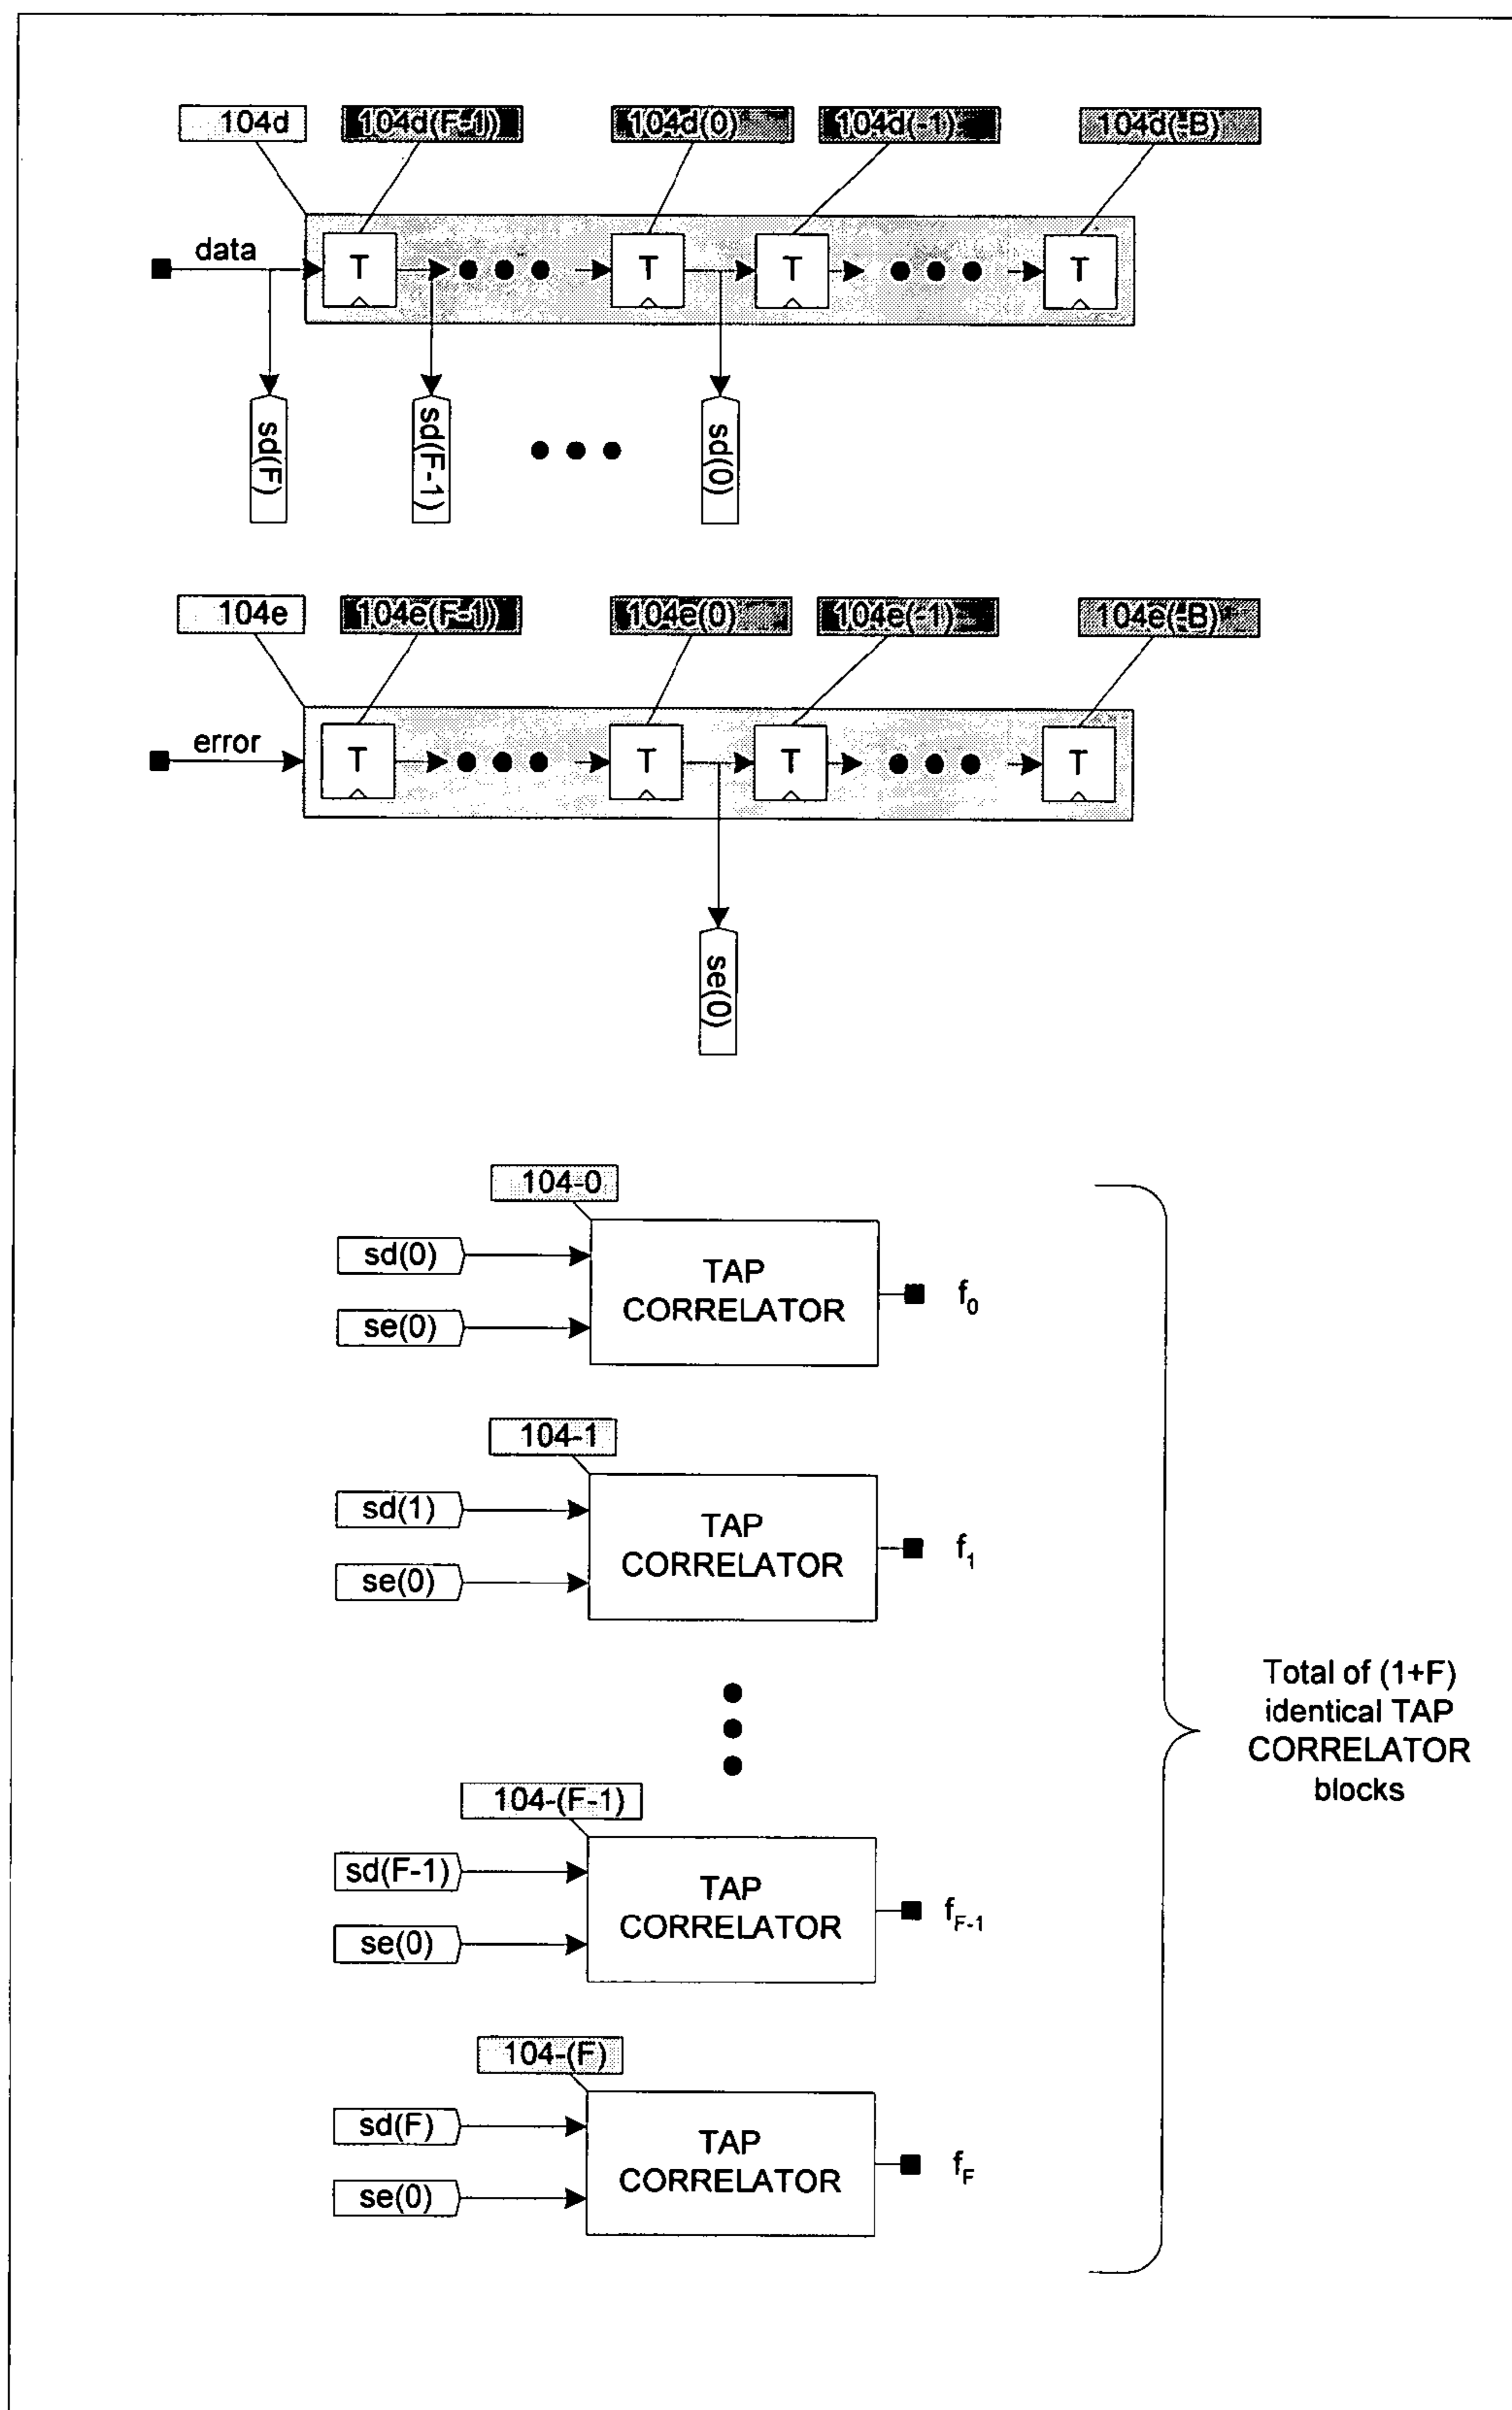 104d 104d(F-1)) 104d(0) 104d(-1) 104d(-B)
data T T T T
sd(F) sd(F-1) sd(0)
104e 104e(F-1)) 104e(0) 104e(-1) 104e(-B)
error T T T T
se(0)
104-0
sd(0)
se(0)
TAP
CORRELATOR
f0
104-1
sd(1)
se(0)
TAP
CORRELATOR
f1
Total of (1+F)
identical TAP
CORRELATOR
blocks
104-(F-1)
sd(F-1)
se(0)
TAP
CORRELATOR
fF-1
104-(F)
sd(F)
se(0)
TAP
CORRELATOR
fF